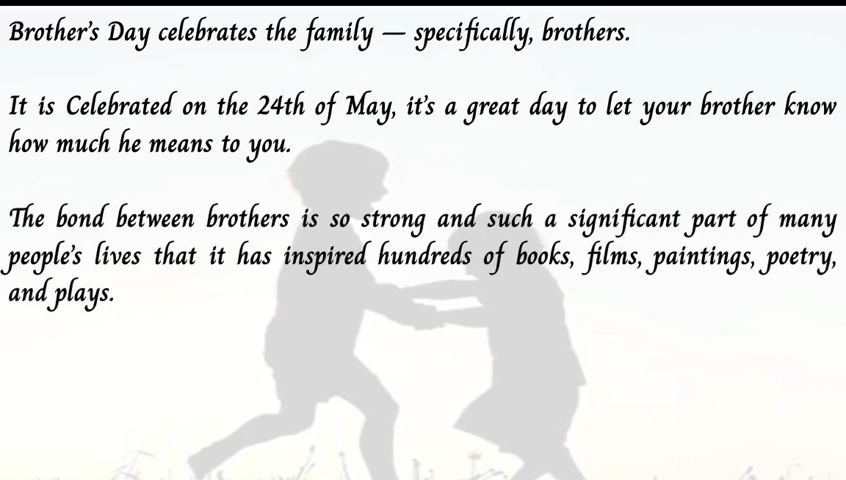 Brother's Day celebrates the family — specifically, brothers.
It is Celebrated on the 24th of May, it's a great day to let your brother know
how much he means to you.
The bond between brothers is so strong and such a significant part of many
people's lives that it has inspired hundreds of books, films, paintings, poetry,
and plays.